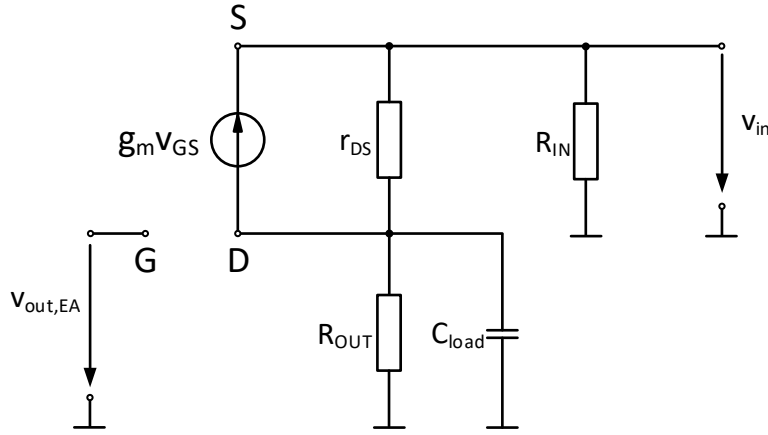 S
gmVGS
rDS
RIN
vin
G
D
vout,EA
ROUT
Cload